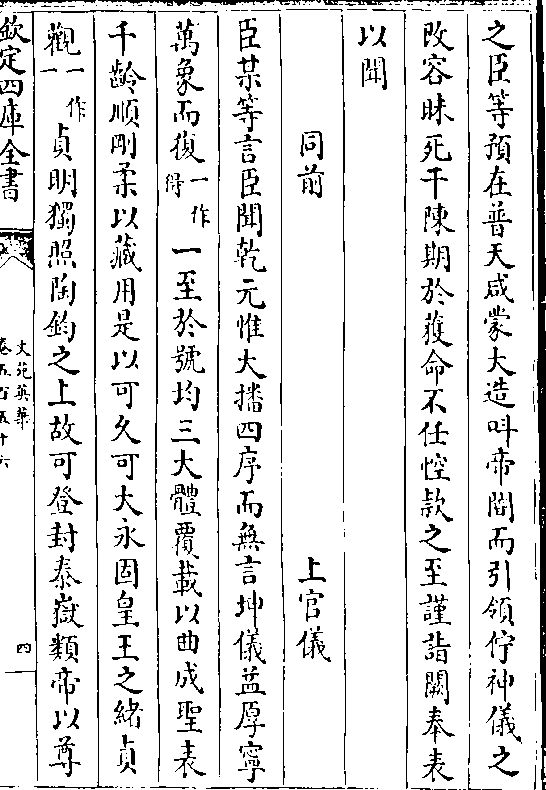 之臣等預在普天咸蒙大造叫帝閽而引領佇神儀之
改容昧死干陳期於獲命不任悾款之至謹詣闕奉表
以聞
同前 上官儀
臣某等言臣聞乾元惟大播四序而無言坤儀益厚寧
萬象而復一作得一至於號均三大體覆載以曲成聖表
千齡順剛柔以藏用是以可久可大永固皇王之緒貞
觀一作貞明獨照陶鈞之上故可登封泰嶽類帝以尊
欽定四庫全書
文苑英華
卷五百五十六
四